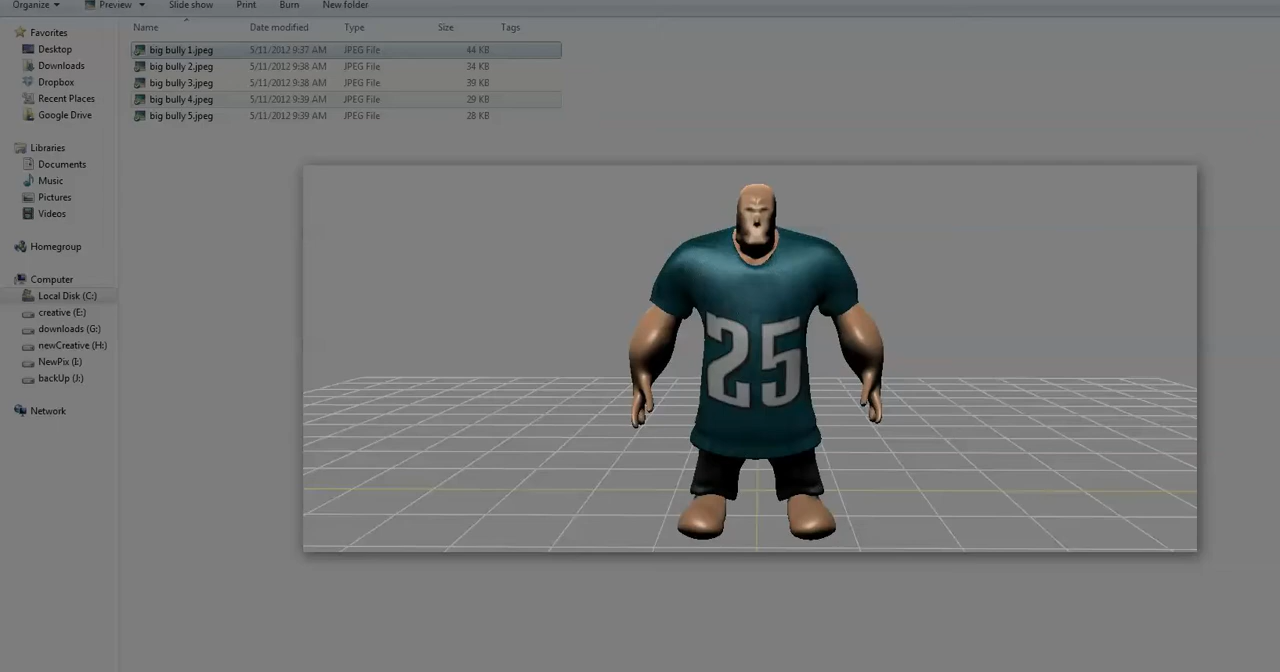 Organize Preview Slide show Print Burn New folder
Name Date modified Type Size Tags
Favorites
Desktop
Downloads
Dropbox
Recent Places
Google Drive
Libraries
Documents
Music
Pictures
Videos
Homegroup
Computer
Local Disk (C:)
creative (E:)
downloads (G:)
newCreative (H:)
NewPix (I:)
backUp (J:)
Network
big bully 1.jpeg 5/11/2012 9:37 AM JPEG File 44 KB
big bully 2.jpeg 5/11/2012 9:38 AM JPEG File 34 KB
big bully 3.jpeg 5/11/2012 9:38 AM JPEG File 39 KB
big bully 4.jpeg 5/11/2012 9:39 AM JPEG File 29 KB
big bully 5.jpeg 5/11/2012 9:39 AM JPEG File 28 KB
25